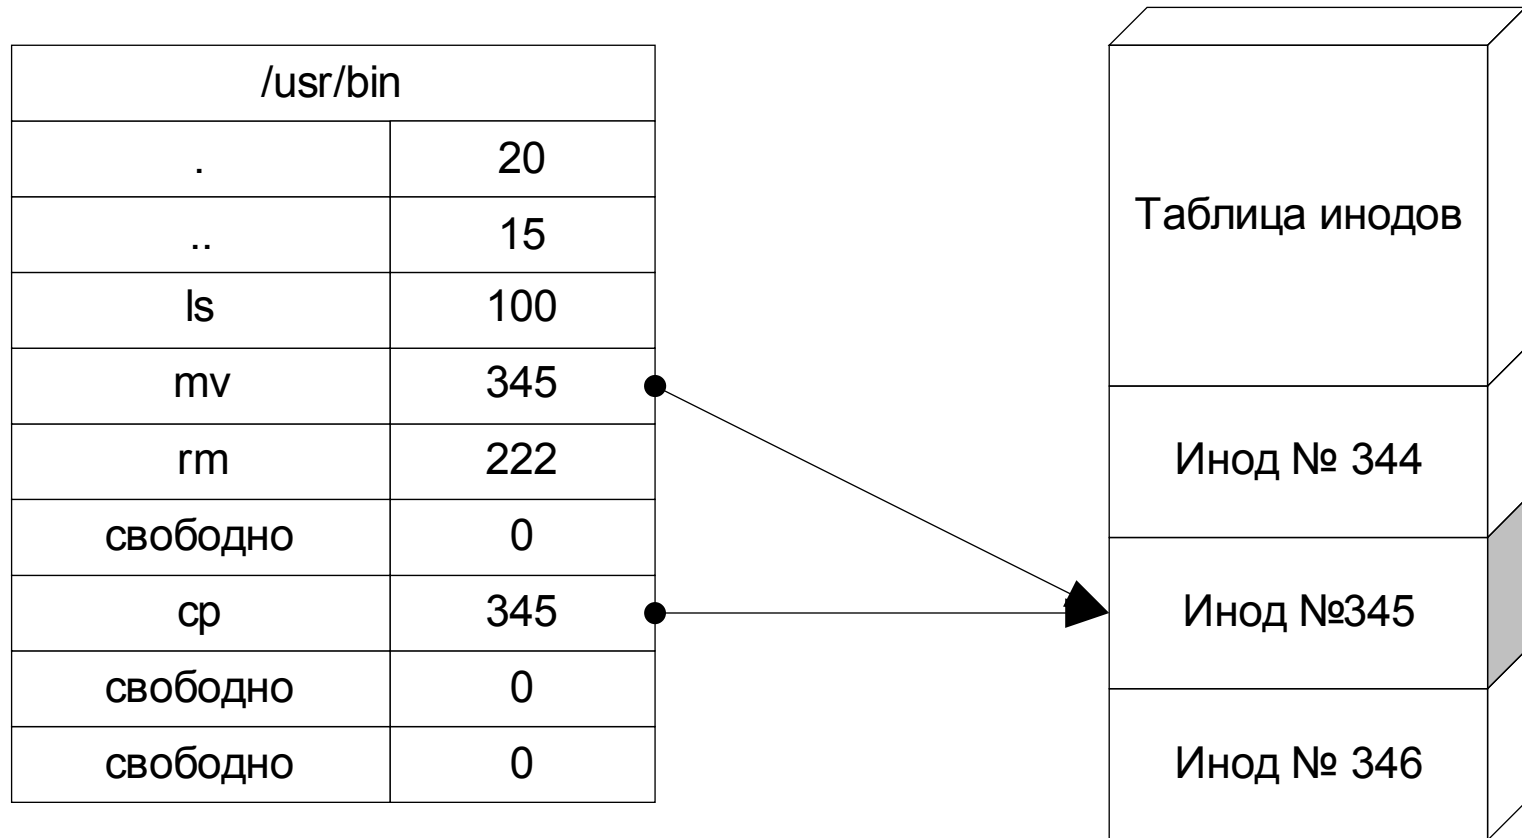 /usr/bin
. 20
.. 15
ls 100
mv 345
rm 222
свободно 0
cp 345
свободно 0
свободно 0
Таблица инодов
Инод № 344
Инод №345
Инод № 346